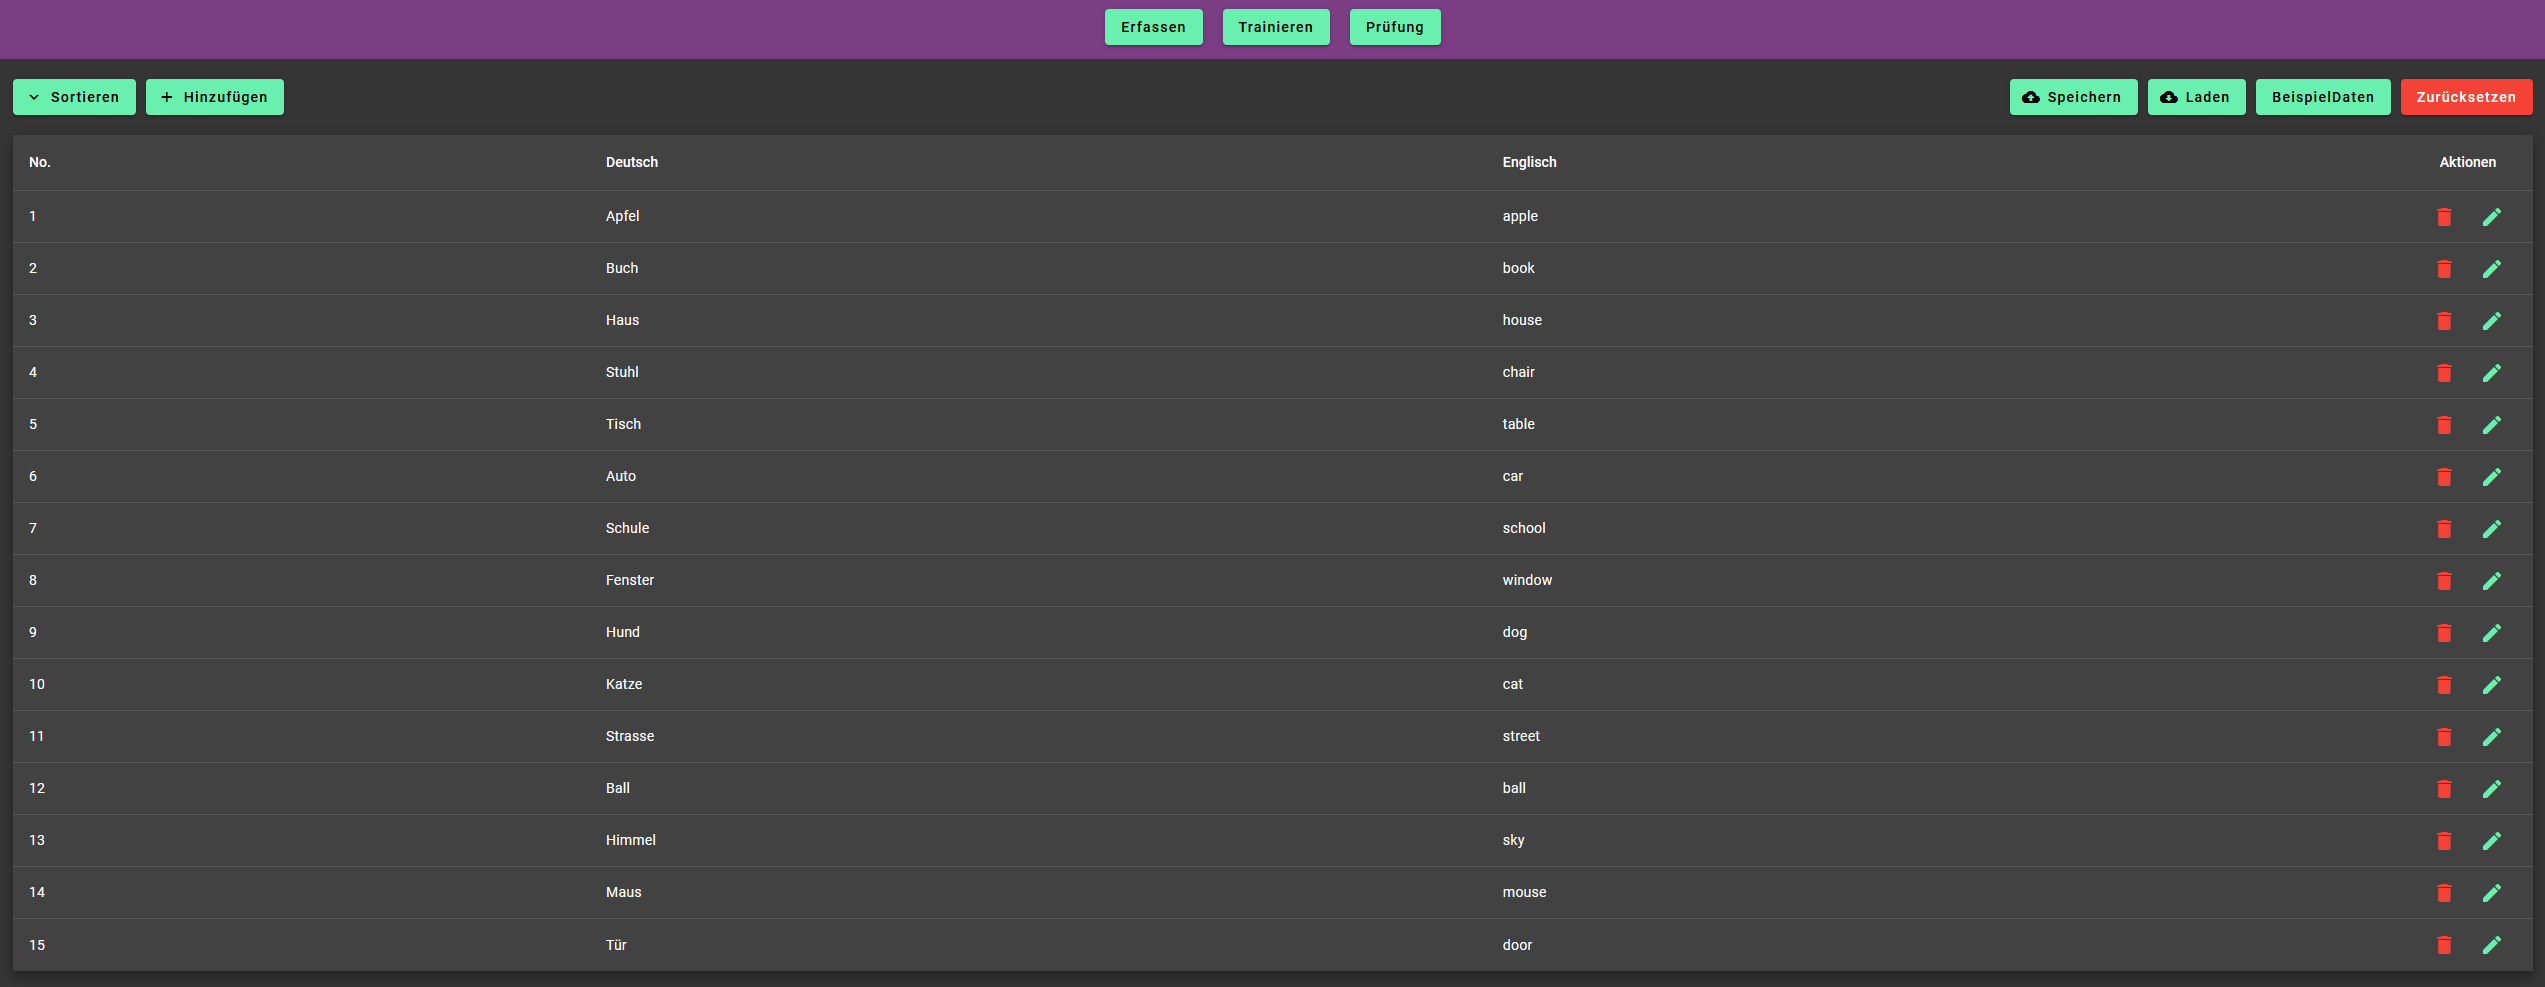 Erfassen Trainieren Prüfung
Sortieren Hinzufügen Speichern Laden BeispielDaten Zurücksetzen
No. Deutsch Englisch Aktionen
1 Apfel apple
2 Buch book
3 Haus house
4 Stuhl chair
5 Tisch table
6 Auto car
7 Schule school
8 Fenster window
9 Hund dog
10 Katze cat
11 Strasse street
12 Ball ball
13 Himmel sky
14 Maus mouse
15 Tür door